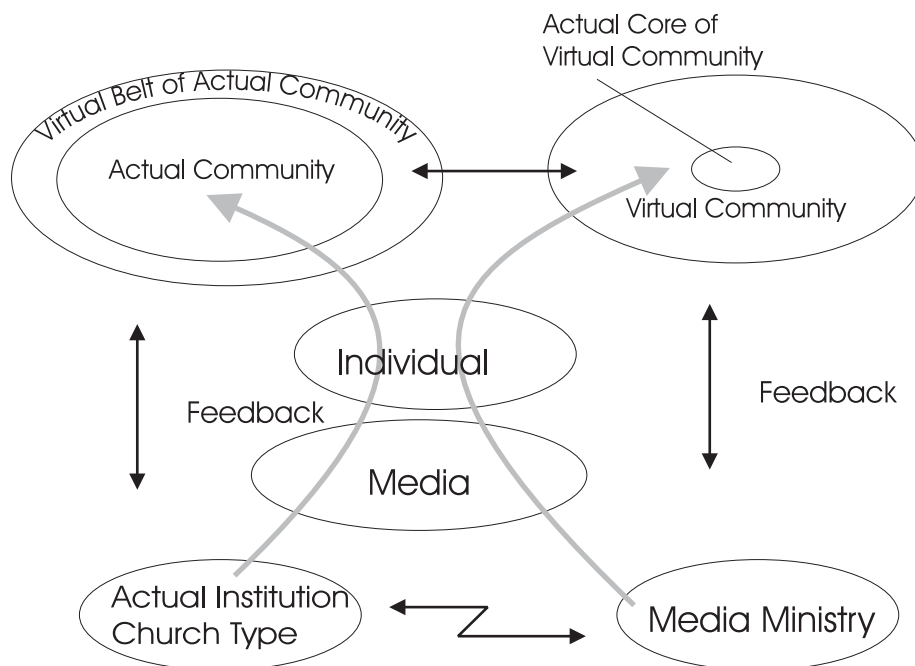 Actual Core of
Virtual Community
Virtual Belt of Actual Community
Actual Community
Virtual Community
Individual
Feedback
Feedback
Media
Actual Institution
Church Type
Media Ministry